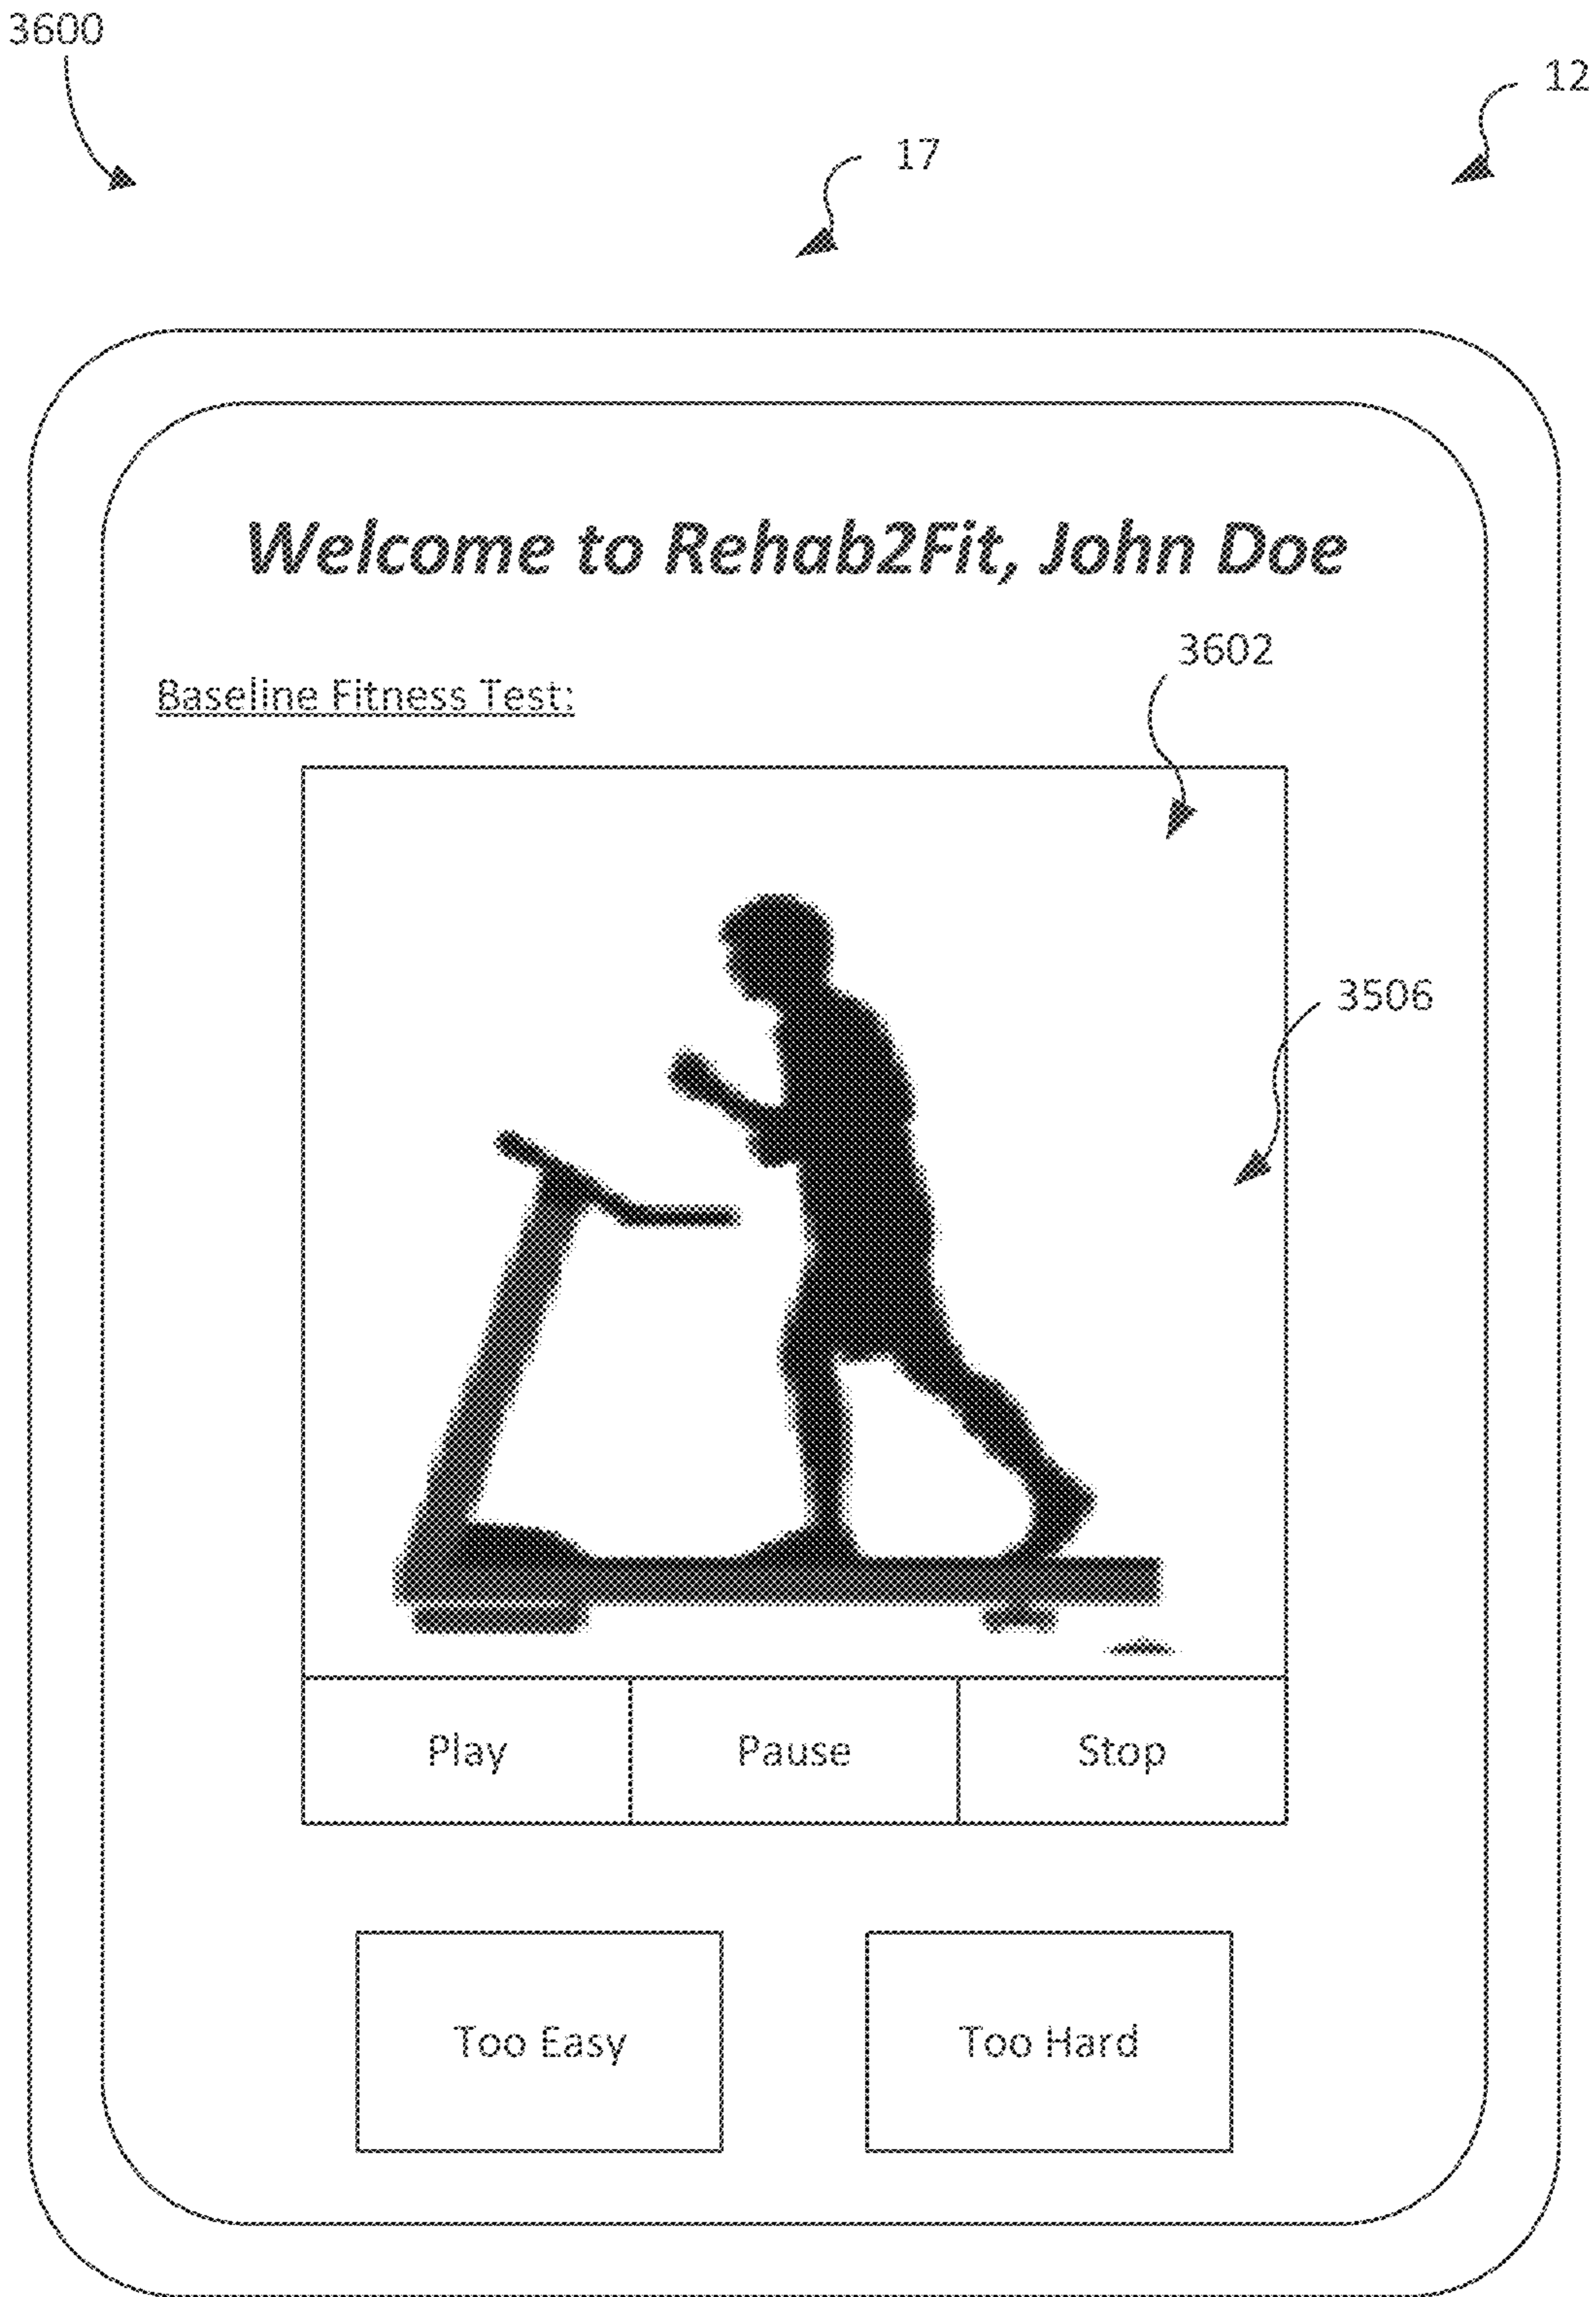 3600
12
17
Welcome to Rehab2Fit, John Doe
3602
Baseline Fitness Test:
3506
Play Pause Stop
Too Easy Too Hard